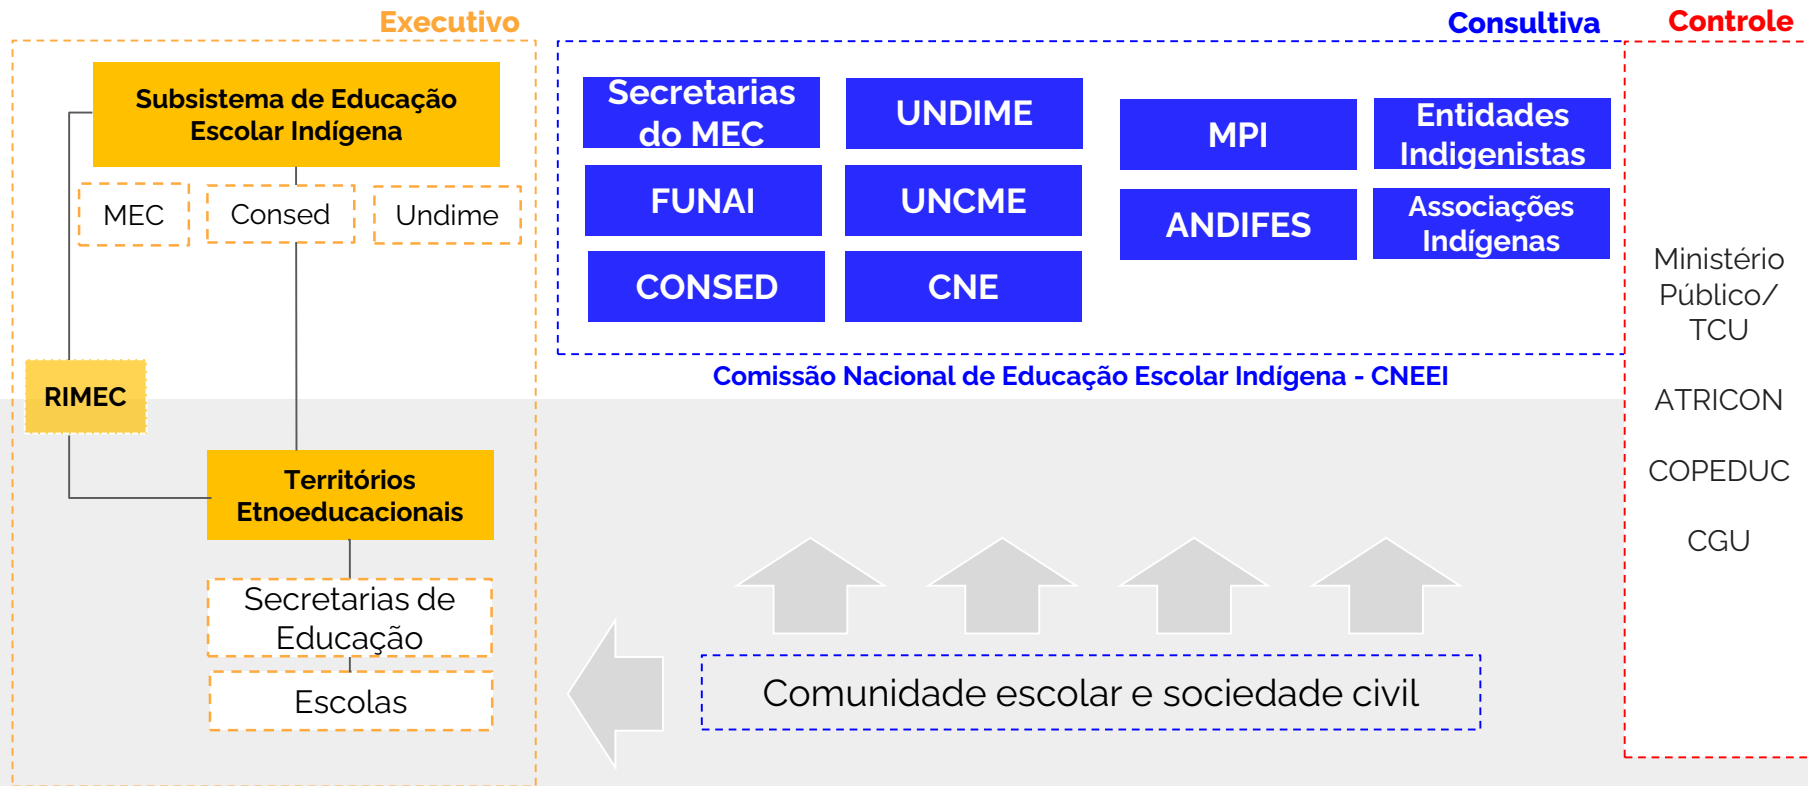 Executivo
Subsistema de Educação
Escolar Indígena
MEC
Consed
Undime
RIMEC
Territórios
Etnoeducacionais
Secretarias de
Educação
Escolas
Consultiva
Secretarias
do MEC
UNDIME
MPI
Entidades
Indigenistas
FUNAI
UNCME
ANDIFES
Associações
Indígenas
CONSED
CNE
Comissão Nacional de Educação Escolar Indígena - CNEEI
Comunidade escolar e sociedade civil
Controle
Ministério
Público/
TCU
ATRICON
COPEDUC
CGU